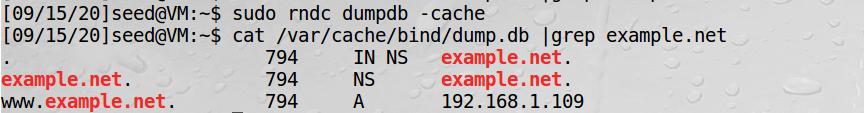 [09/15/20]seed@VM:~$ sudo rndc dumpdb -cache
[09/15/20]seed@VM:~$ cat /var/cache/bind/dump.db |grep example.net
. 794 IN NS example.net.
example.net. 794 NS example.net.
www.example.net. 794 A 192.168.1.109